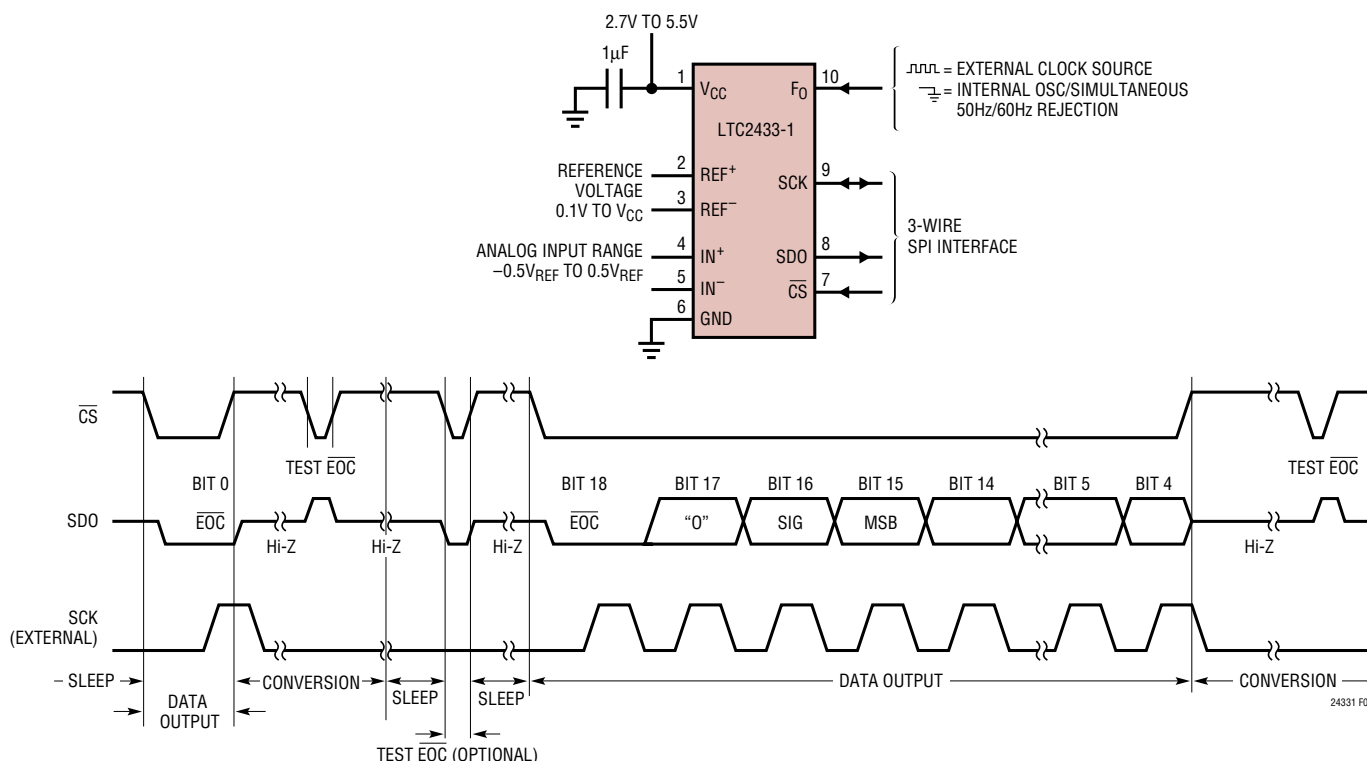 2.7V TO 5.5V
1µF
1
VCC
FO
10
= EXTERNAL CLOCK SOURCE
= INTERNAL OSC/SIMULTANEOUS
50Hz/60Hz REJECTION
LTC2433-1
REFERENCE
VOLTAGE
0.1V TO VCC
2
REF+
3
REF–
SCK
9
ANALOG INPUT RANGE
–0.5VREF TO 0.5VREF
4
IN+
5
IN–
SDO
8
CS
7
3-WIRE
SPI INTERFACE
6
GND
CS
TEST EOC
TEST EOC
BIT 0
BIT 18
BIT 17
BIT 16
BIT 15
BIT 14
BIT 5
BIT 4
SDO
EOC
EOC
“0”
SIG
MSB
Hi-Z
Hi-Z
Hi-Z
Hi-Z
SCK
(EXTERNAL)
SLEEP
DATA
OUTPUT
CONVERSION
SLEEP
SLEEP
DATA OUTPUT
CONVERSION
TEST EOC (OPTIONAL)
24331 F0